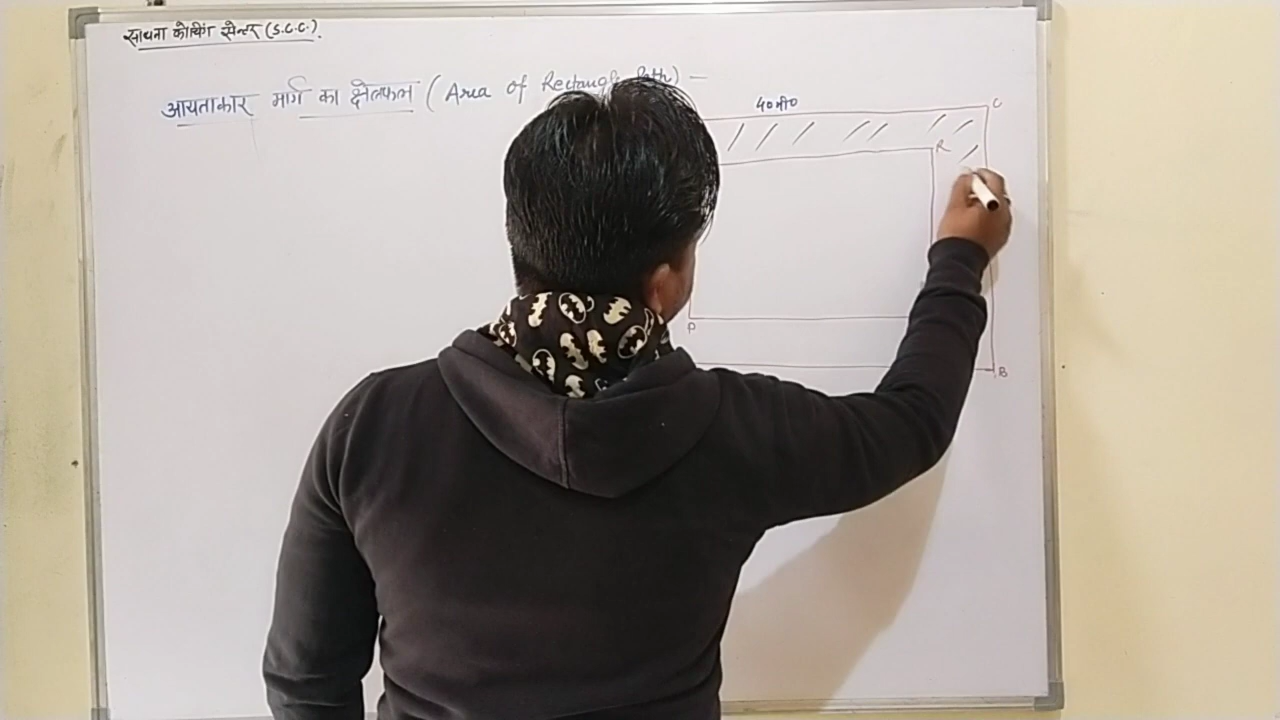 साधना कोचिंग सेन्टर (S.C.C.).
आयताकार मार्ग का क्षेत्रफल (Area of Rectangle Path) –
40 मी०
C
R
P
B